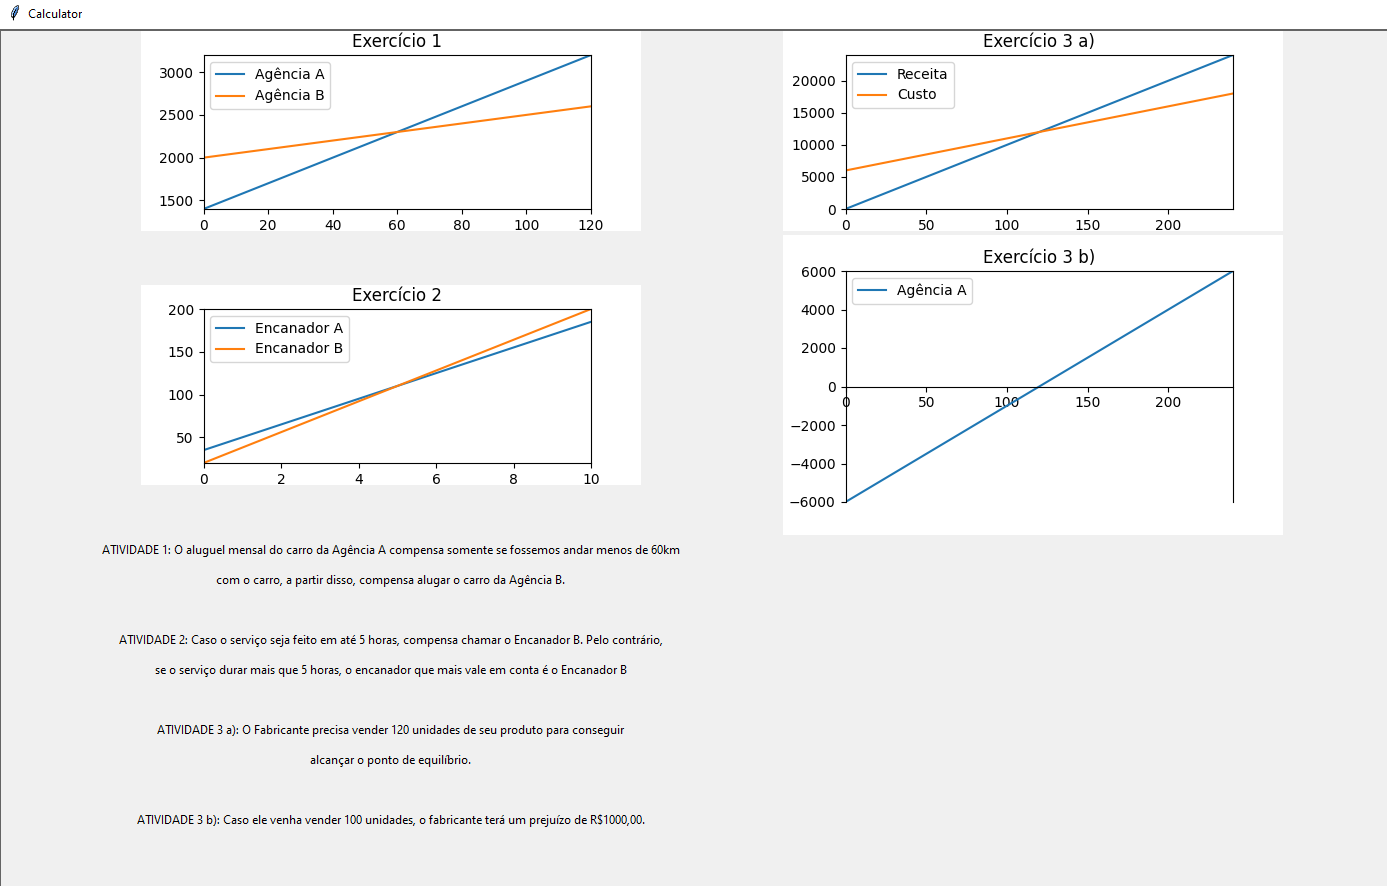 Calculator
Exercício 1
Agência A
Agência B
3000
2500
2000
1500
0 20 40 60 80 100 120
Exercício 2
Encanador A
Encanador B
200
150
100
50
0 2 4 6 8 10
ATIVIDADE 1: O aluguel mensal do carro da Agência A compensa somente se fossemos andar menos de 60km
com o carro, a partir disso, compensa alugar o carro da Agência B.
ATIVIDADE 2: Caso o serviço seja feito em até 5 horas, compensa chamar o Encanador B. Pelo contrário,
se o serviço durar mais que 5 horas, o encanador que mais vale em conta é o Encanador B
ATIVIDADE 3 a): O Fabricante precisa vender 120 unidades de seu produto para conseguir
alcançar o ponto de equilíbrio.
ATIVIDADE 3 b): Caso ele venha vender 100 unidades, o fabricante terá um prejuízo de R$1000,00.
Exercício 3 a)
Receita
Custo
20000
15000
10000
5000
0
0 50 100 150 200
Exercício 3 b)
Agência A
6000
4000
2000
0
−2000
−4000
−6000
0 50 100 150 200